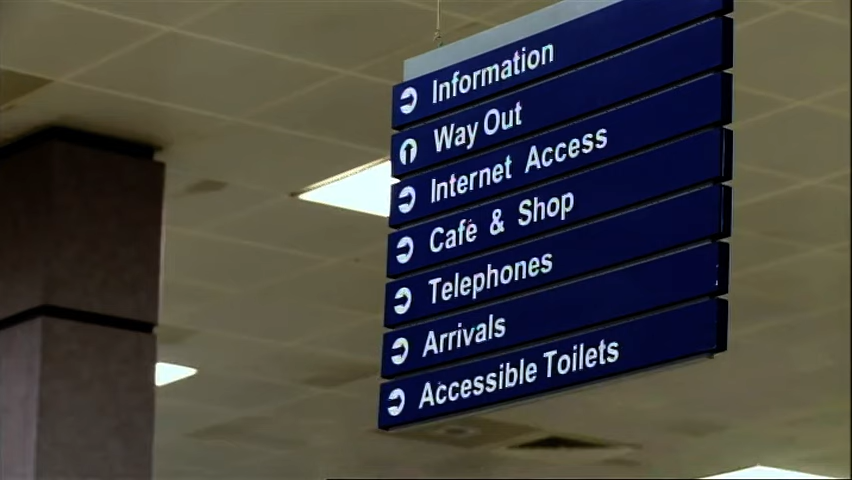 Information
Way Out
Internet Access
Café & Shop
Telephones
Arrivals
Accessible Toilets